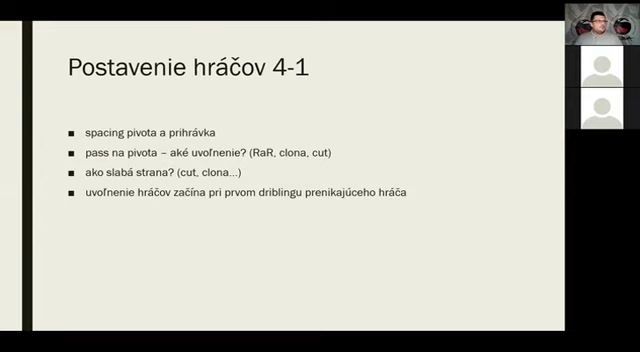 Postavenie hráčov 4-1
spacing pivota a prihrávka
pass na pivota – aké uvoľnenie? (RaR, clona, cut)
ako slabá strana? (cut, clona...)
uvoľnenie hráčov začína pri prvom driblingu prenikajúceho hráča